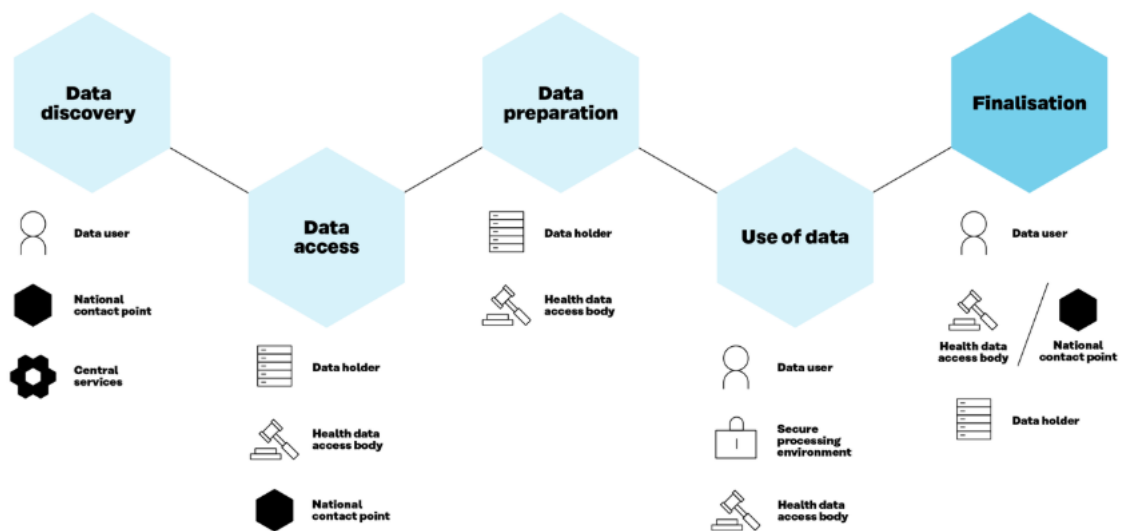 Data
discovery
Data
preparation
Finalisation
Data
access
Use of data
Data user
National
contact point
Central
services
Data holder
Health data
access body
National
contact point
Data holder
Health data
access body
Data user
Secure
processing
environment
Health data
access body
Data user
Health data
access body
National
contact point
Data holder